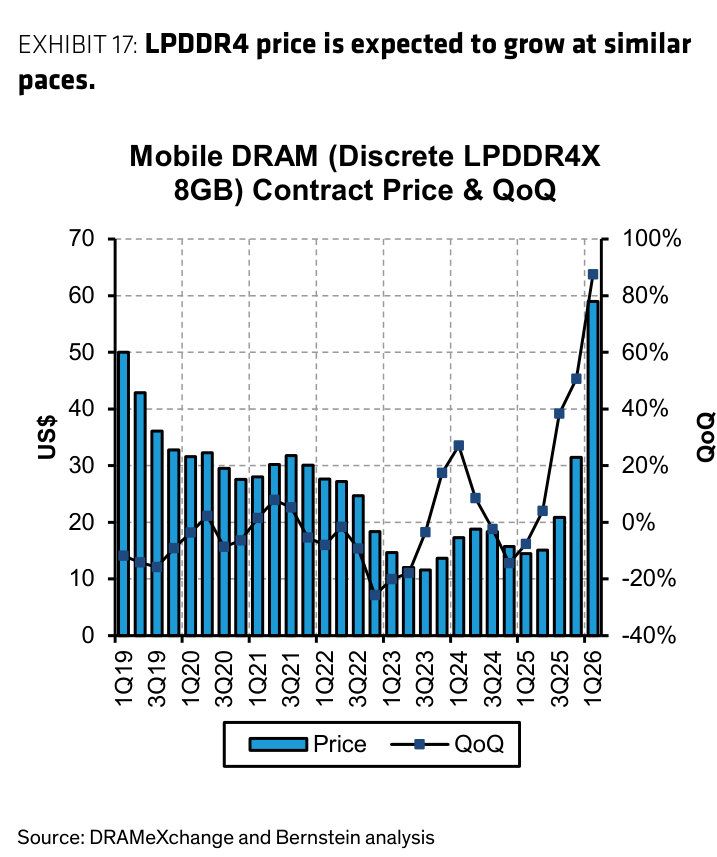 EXHIBIT 17: LPDDR4 price is expected to grow at similar
paces.
Mobile DRAM (Discrete LPDDR4X
8GB) Contract Price & QoQ
70
60
50
40
30
20
10
0
US$
100%
80%
60%
40%
20%
0%
-20%
-40%
QoQ
1Q19
3Q19
1Q20
3Q20
1Q21
3Q21
1Q22
3Q22
1Q23
3Q23
1Q24
3Q24
1Q25
3Q25
1Q26
Price
QoQ
Source: DRAMeXchange and Bernstein analysis